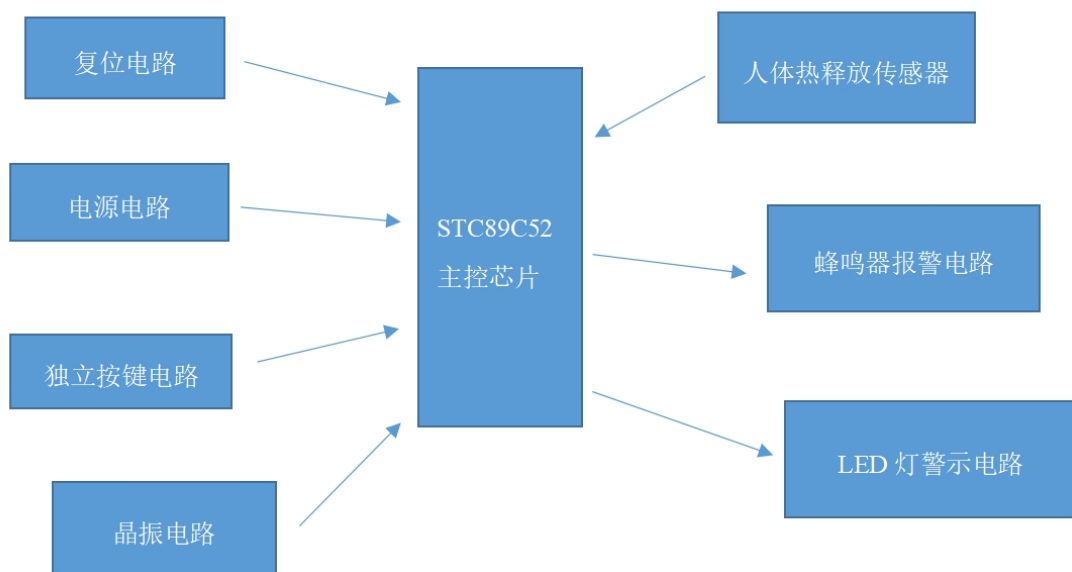 复位电路
电源电路
独立按键电路
晶振电路
STC89C52
主控芯片
人体热释放传感器
蜂鸣器报警电路
LED 灯警示电路